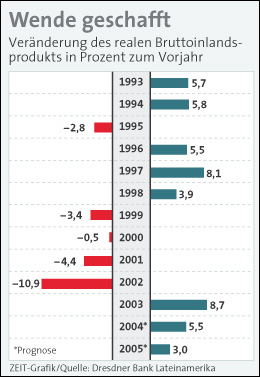 Wende geschafft
Veränderung des realen Bruttoinlands-
produkts in Prozent zum Vorjahr
1993 5,7
1994 5,8
–2,8 1995
1996 5,5
1997 8,1
1998 3,9
–3,4 1999
–0,5 2000
–4,4 2001
–10,9 2002
2003 8,7
2004* 5,5
*Prognose 2005* 3,0
ZEIT-Grafik/Quelle: Dresdner Bank Lateinamerika